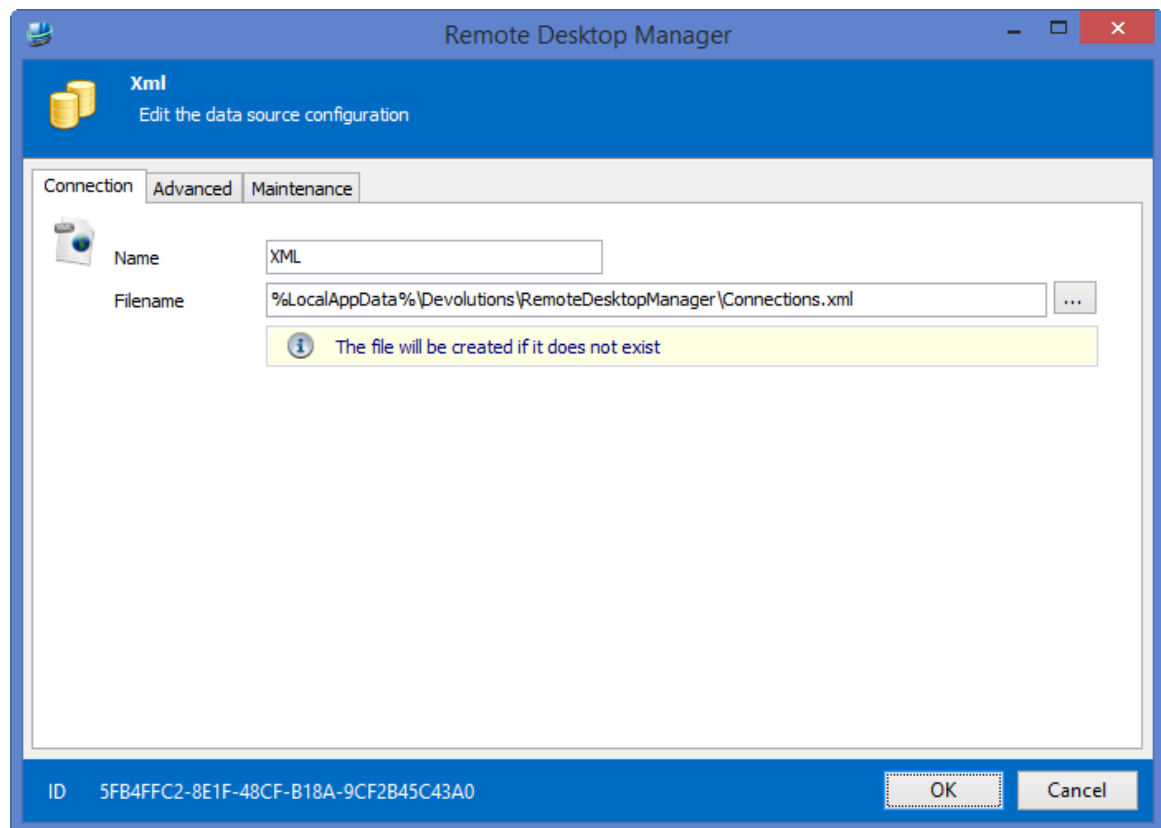 Remote Desktop Manager
Xml
Edit the data source configuration
Connection Advanced Maintenance
Name XML
Filename %LocalAppData%\Devolutions\RemoteDesktopManager\Connections.xml ...
The file will be created if it does not exist
ID 5FB4FFC2-8E1F-48CF-B18A-9CF2B45C43A0 OK Cancel